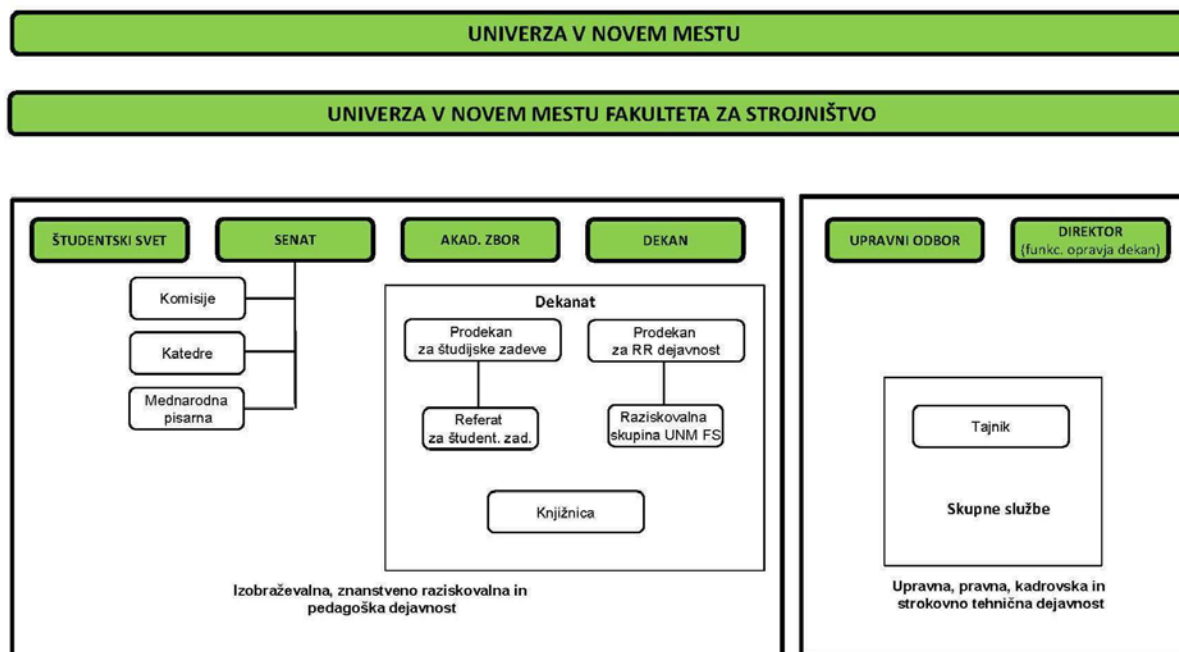 UNIVERZA V NOVEM MESTU
UNIVERZA V NOVEM MESTU FAKULTETA ZA STROJNIŠTVO
ŠTUDENTSKI SVET
SENAT
AKAD. ZBOR
DEKAN
Komisije
Katedre
Mednarodna
pisarna
Dekanat
Prodekan
za študijske zadeve
Prodekan
za RR dejavnost
Referat
za študent. zad.
Raziskovalna
skupina UNM FS
Knjižnica
Izobraževalna, znanstveno raziskovalna in
pedagoška dejavnost
UPRAVNI ODBOR
DIREKTOR
(funkc. opravja dekan)
Tajnik
Skupne službe
Upravna, pravna, kadrovska in
strokovno tehnična dejavnost